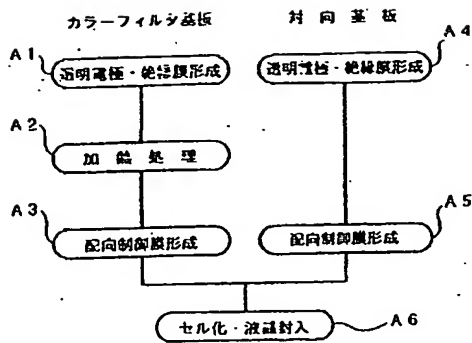 カラーフィルタ基板
対向基板
A1
透明電極・絶縁膜形成
A4
透明電極・絶縁膜形成
A2
加熱処理
A3
配向制御膜形成
A5
配向制御膜形成
セル化・液晶封入
A6